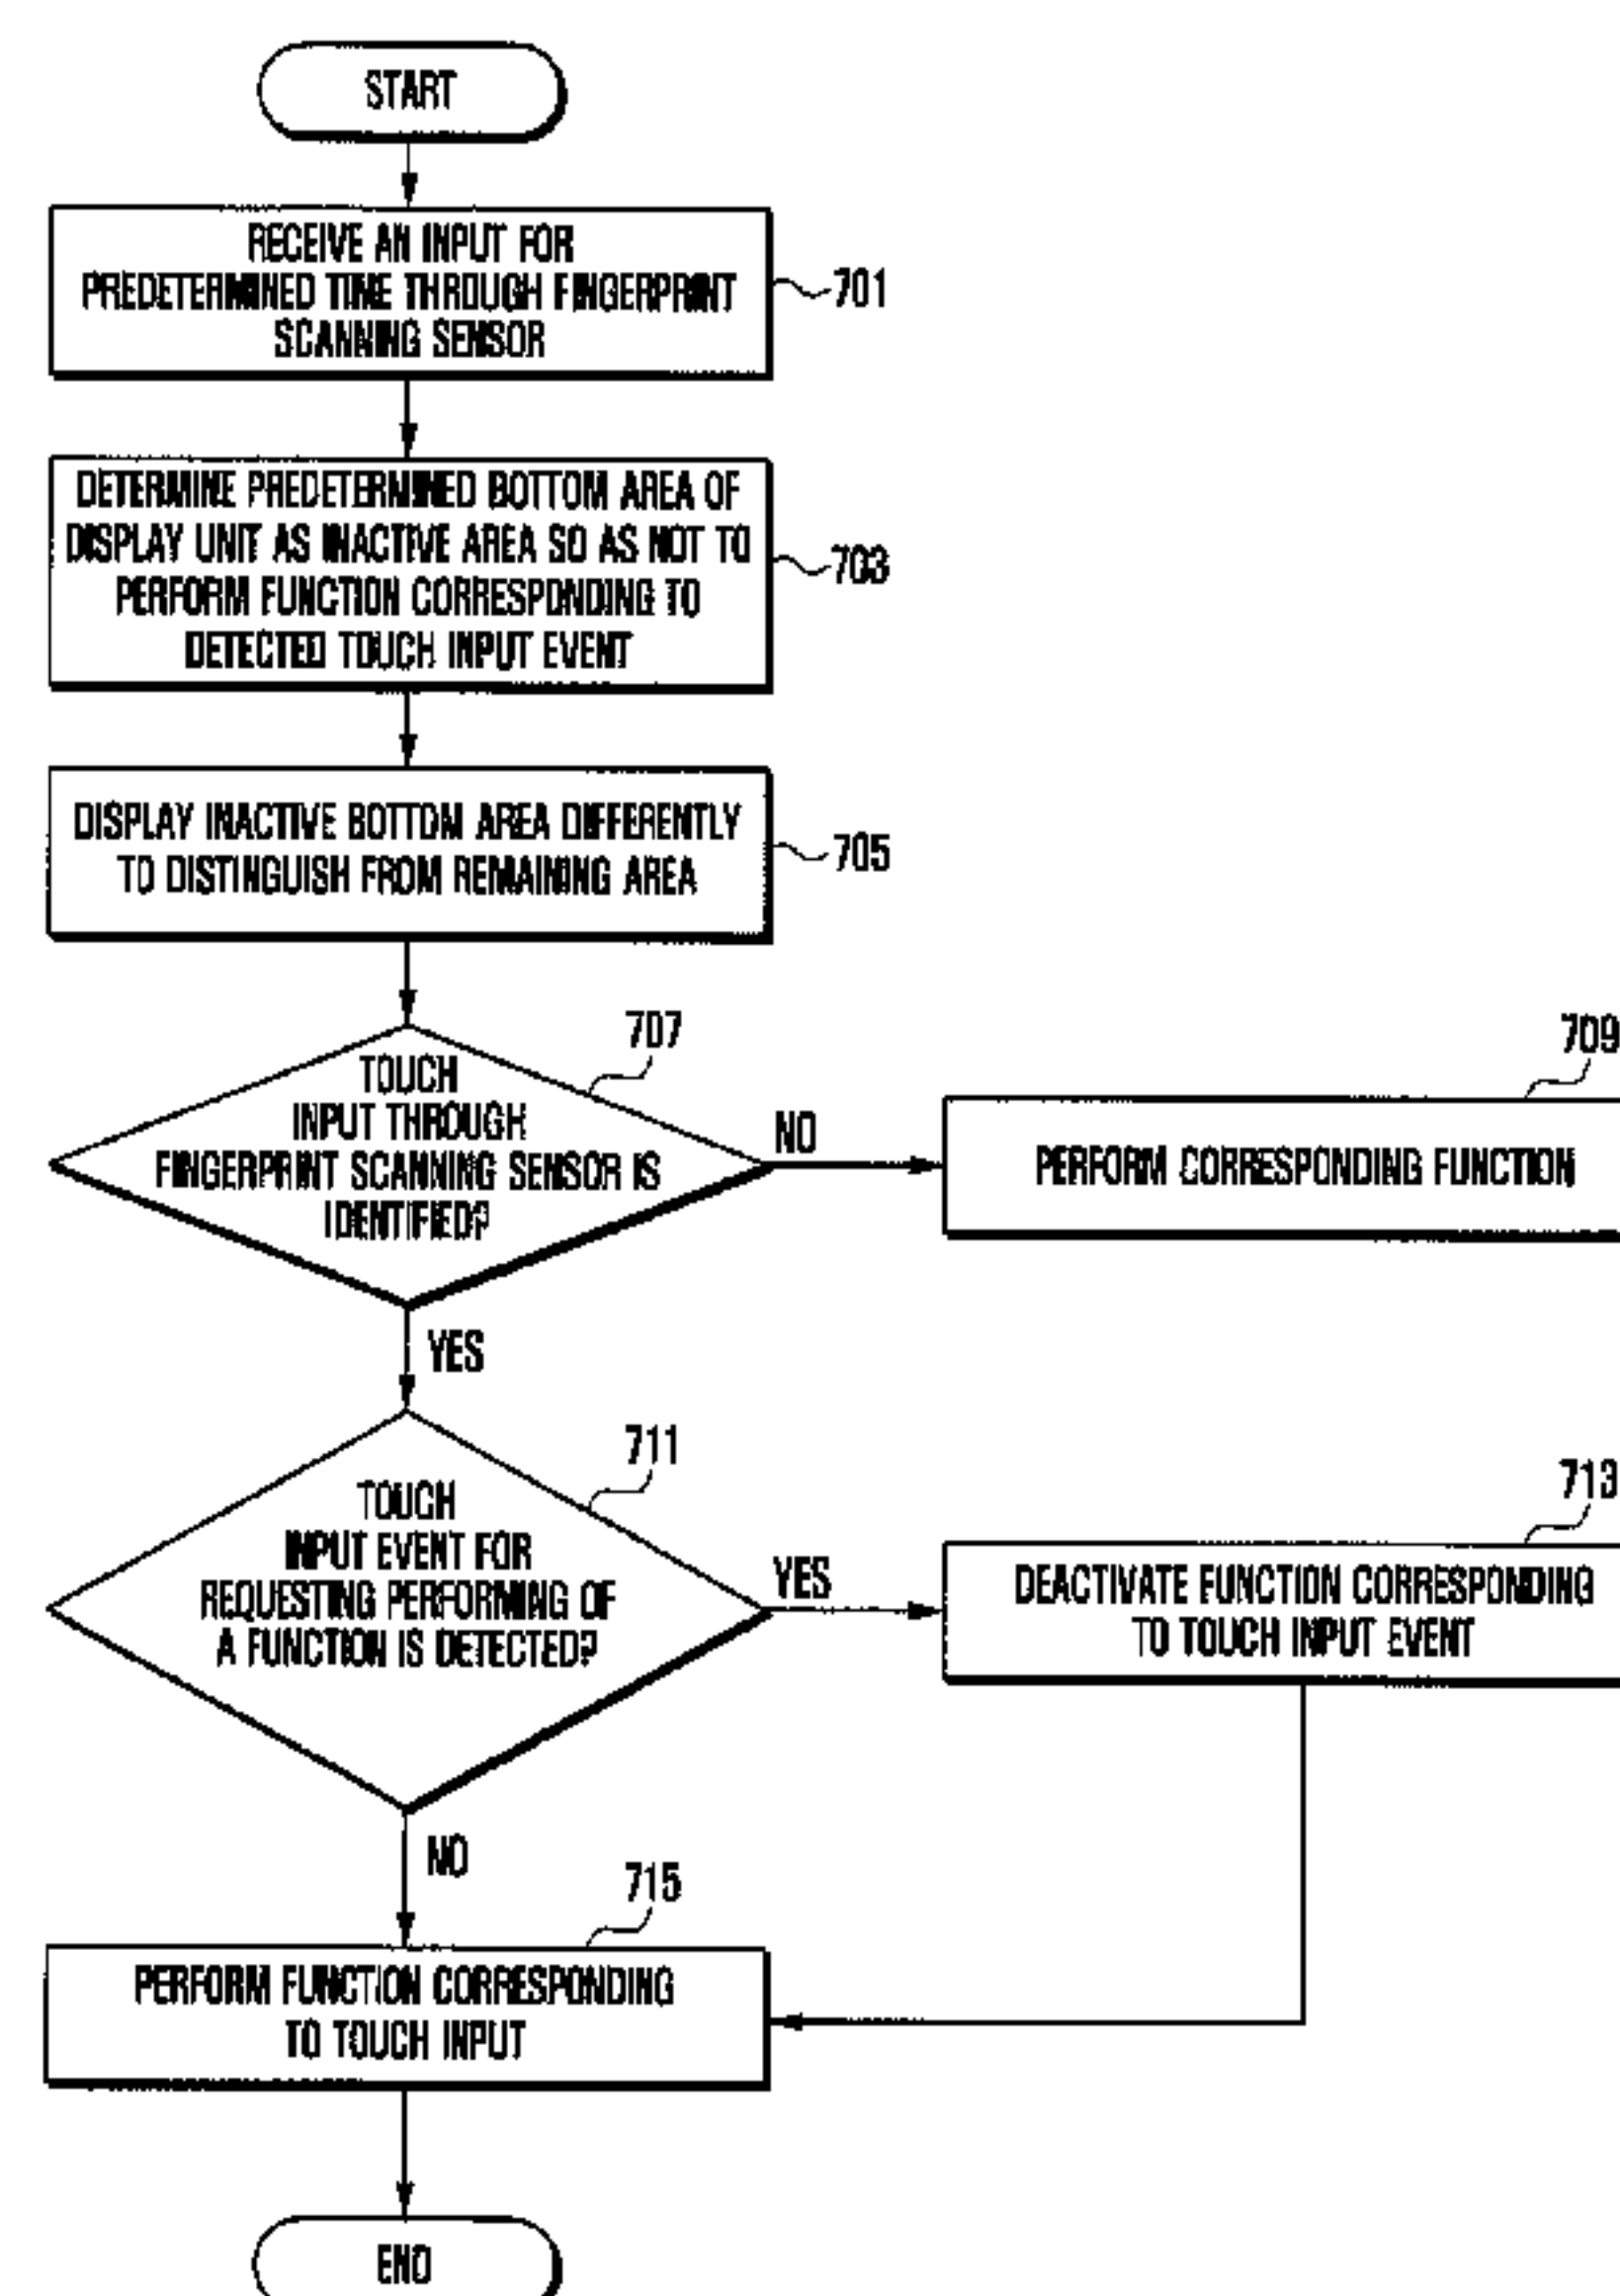 START
RECEIVE AN INPUT FOR
PREDETERMINED TIME THROUGH FINGERPRINT
SCANNING SENSOR
701
DETERMINE PREDETERMINED BOTTOM AREA OF
DISPLAY UNIT AS INACTIVE AREA SO AS NOT TO
PERFORM FUNCTION CORRESPONDING TO
DETECTED TOUCH INPUT EVENT
703
DISPLAY INACTIVE BOTTOM AREA DIFFERENTLY
TO DISTINGUISH FROM REMAINING AREA
705
707
TOUCH
INPUT THROUGH
FINGERPRINT SCANNING SENSOR IS
IDENTIFIED?
NO
709
PERFORM CORRESPONDING FUNCTION
YES
711
TOUCH
INPUT EVENT FOR
REQUESTING PERFORMING OF
A FUNCTION IS DETECTED?
YES
713
DEACTIVATE FUNCTION CORRESPONDING
TO TOUCH INPUT EVENT
NO
715
PERFORM FUNCTION CORRESPONDING
TO TOUCH INPUT
END